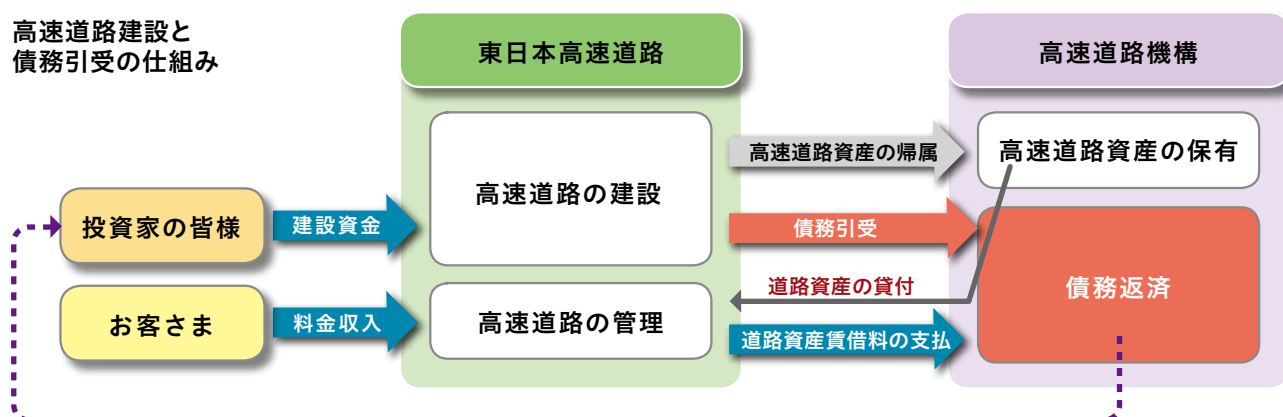 高速道路建設と
債務引受の仕組み
東日本高速道路
高速道路機構
高速道路の建設
高速道路資産の帰属
高速道路資産の保有
投資家の皆様
建設資金
債務引受
道路資産の貸付
債務返済
お客さま
料金収入
高速道路の管理
道路資産賃借料の支払